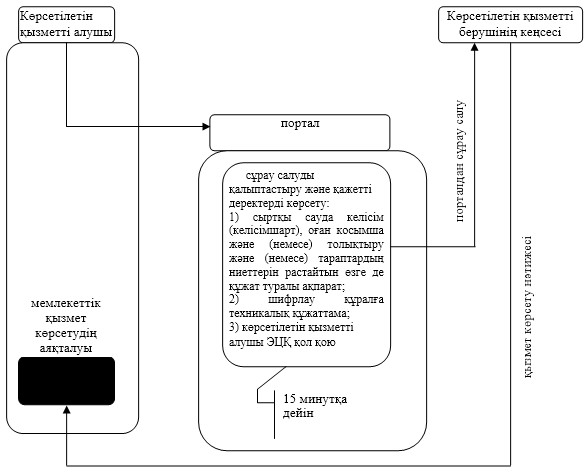 Көрсетілетін
қызметті алушы
Көрсетілетін қызметті
берушінің кеңсесі
портал
сұрау салуды
қалыптастыру және қажетті
деректерді көрсету:
1) сыртқы сауда келісім
(келісімшарт), оған косымша
және (немесе) толықтыру
және (немесе) тараптардың
ниеттерін растайтын өзге де
құжат туралы ақпарат;
2) шифрлау құралға
техникалық құжаттама;
3) көрсетілетін қызметті
алушы ЭЦҚ қол қою
порталдан сұрау салу
қызмет көрсету нәтижесі
мемлекеттік
қызмет
көрсетудің
аяқталуы
15 минутқа
дейін